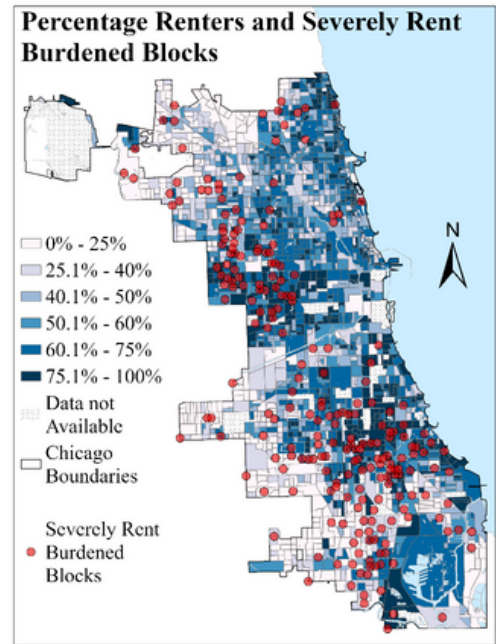 Percentage Renters and Severely Rent
Burdened Blocks
N
0% - 25%
25.1% - 40%
40.1% - 50%
50.1% - 60%
60.1% - 75%
75.1% - 100%
Data not
Available
Chicago
Boundaries
Severely Rent
Burdened
Blocks